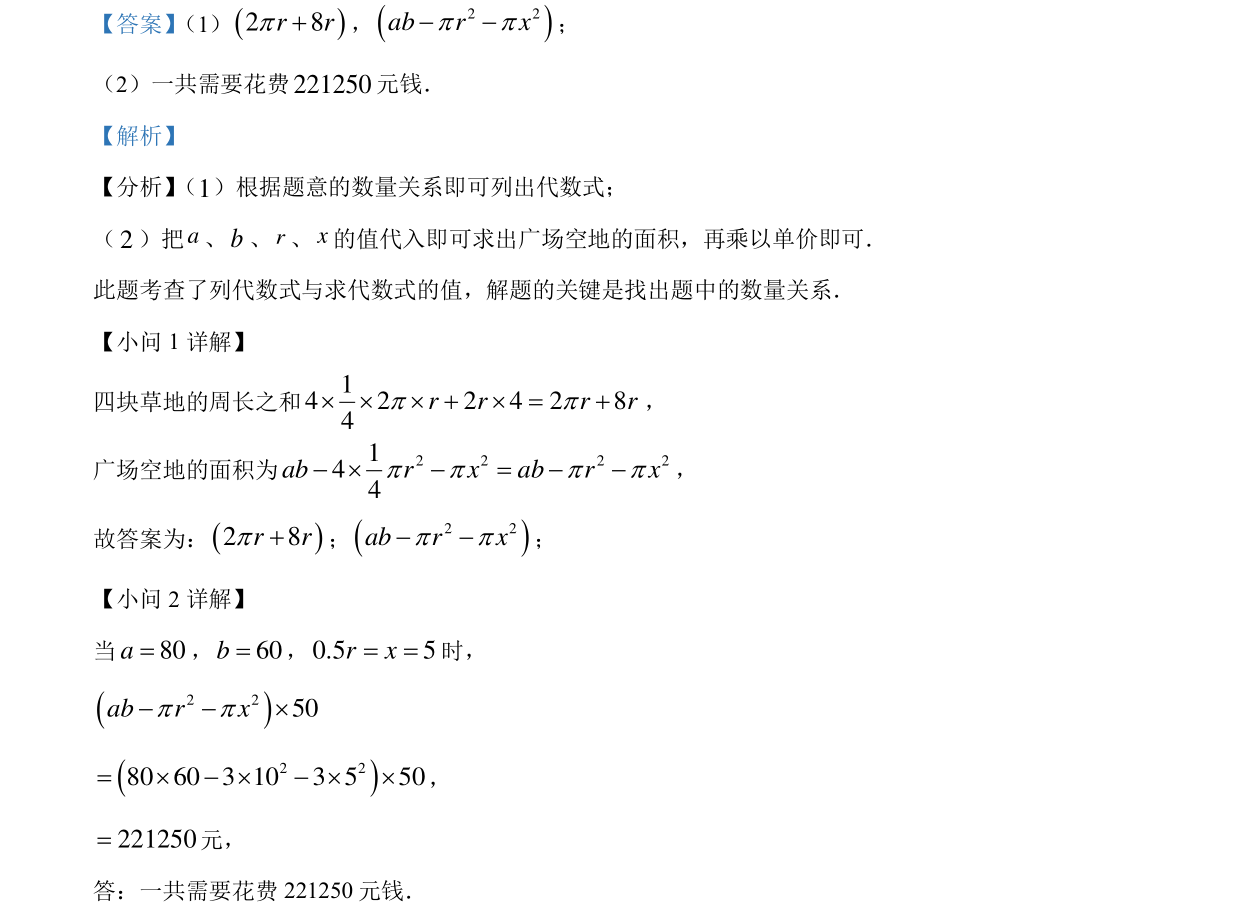 【答案】（1）(2πr+8r)，(ab−πr²−πx²)；
（2）一共需要花费221250元钱．
【解析】
【分析】（1）根据题意的数量关系即可列出代数式；
（2）把a、b、r、x的值代入即可求出广场空地的面积，再乘以单价即可．
此题考查了列代数式与求代数式的值，解题的关键是找出题中的数量关系．
【小问1详解】
四块草地的周长之和4×1/4×2π×r+2r×4=2πr+8r，
广场空地的面积为ab−4×1/4πr²−πx²=ab−πr²−πx²，
故答案为：(2πr+8r)；(ab−πr²−πx²)；
【小问2详解】
当a=80，b=60，0.5r=x=5时，
(ab−πr²−πx²)×50
=(80×60−3×10²−3×5²)×50，
=221250元，
答：一共需要花费221250元钱．